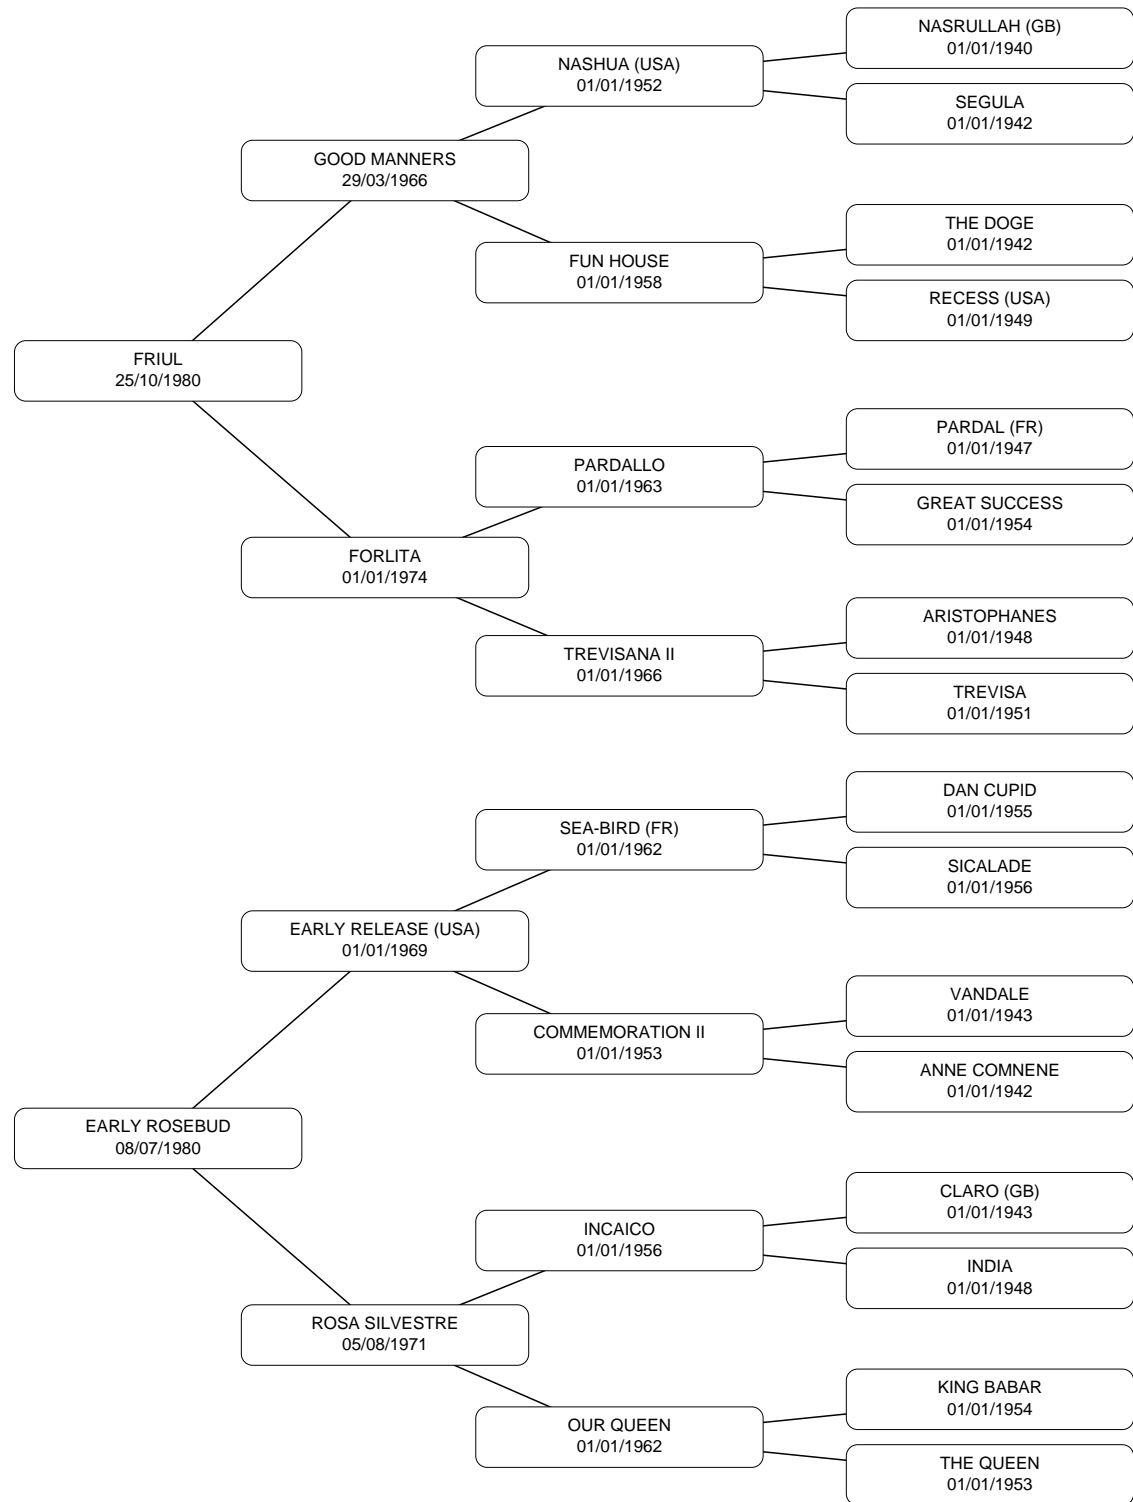 NASRULLAH (GB)
01/01/1940
NASHUA (USA)
01/01/1952
SEGULA
01/01/1942
GOOD MANNERS
29/03/1966
THE DOGE
01/01/1942
FUN HOUSE
01/01/1958
RECESS (USA)
01/01/1949
FRIUL
25/10/1980
PARDAL (FR)
01/01/1947
PARDALLO
01/01/1963
GREAT SUCCESS
01/01/1954
FORLITA
01/01/1974
ARISTOPHANES
01/01/1948
TREVISANA II
01/01/1966
TREVISA
01/01/1951
DAN CUPID
01/01/1955
SEA-BIRD (FR)
01/01/1962
SICALADE
01/01/1956
EARLY RELEASE (USA)
01/01/1969
VANDALE
01/01/1943
COMMEMORATION II
01/01/1953
ANNE COMNENE
01/01/1942
EARLY ROSEBUD
08/07/1980
CLARO (GB)
01/01/1943
INCAICO
01/01/1956
INDIA
01/01/1948
ROSA SILVESTRE
05/08/1971
KING BABAR
01/01/1954
OUR QUEEN
01/01/1962
THE QUEEN
01/01/1953